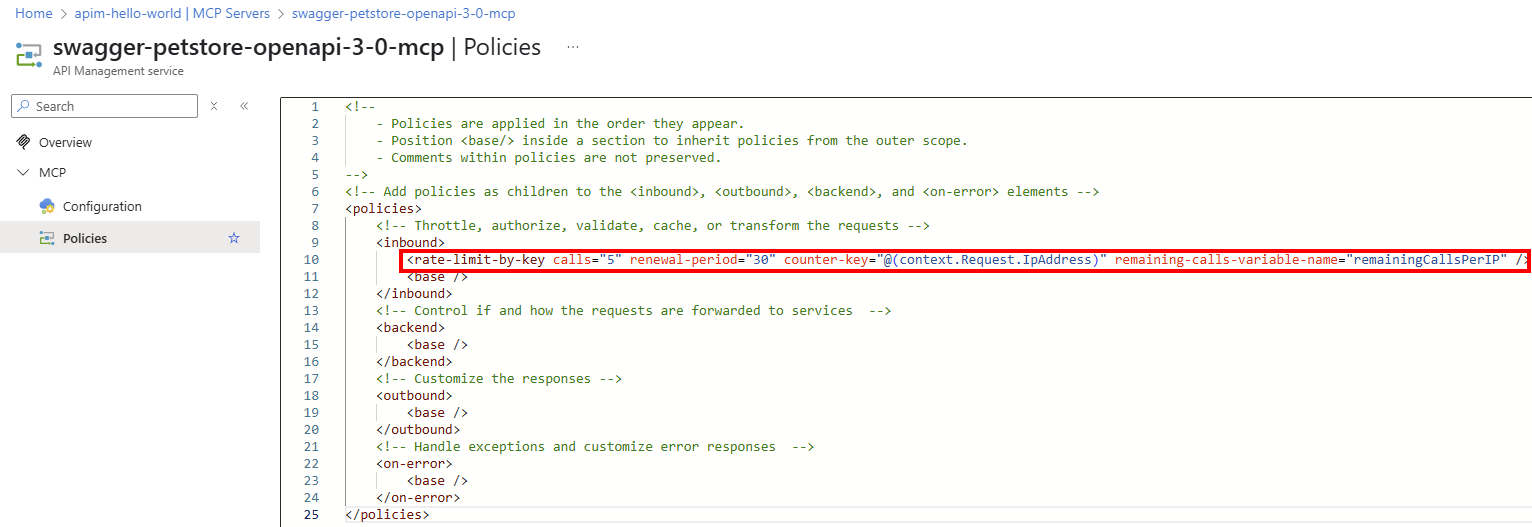 Home > apim-hello-world | MCP Servers > swagger-petstore-openapi-3-0-mcp
swagger-petstore-openapi-3-0-mcp | Policies ...
API Management service
Search
Overview
MCP
Configuration
Policies
1 <!--
2 - Policies are applied in the order they appear.
3 - Position <base/> inside a section to inherit policies from the outer scope.
4 - Comments within policies are not preserved.
5 -->
6 <!-- Add policies as children to the <inbound>, <outbound>, <backend>, and <on-error> elements -->
7 <policies>
8 <!-- Throttle, authorize, validate, cache, or transform the requests -->
9 <inbound>
10 <rate-limit-by-key calls="5" renewal-period="30" counter-key="@(context.Request.IpAddress)" remaining-calls-variable-name="remainingCallsPerIP" />
11 <base />
12 </inbound>
13 <!-- Control if and how the requests are forwarded to services  -->
14 <backend>
15 <base />
16 </backend>
17 <!-- Customize the responses -->
18 <outbound>
19 <base />
20 </outbound>
21 <!-- Handle exceptions and customize error responses  -->
22 <on-error>
23 <base />
24 </on-error>
25 </policies>